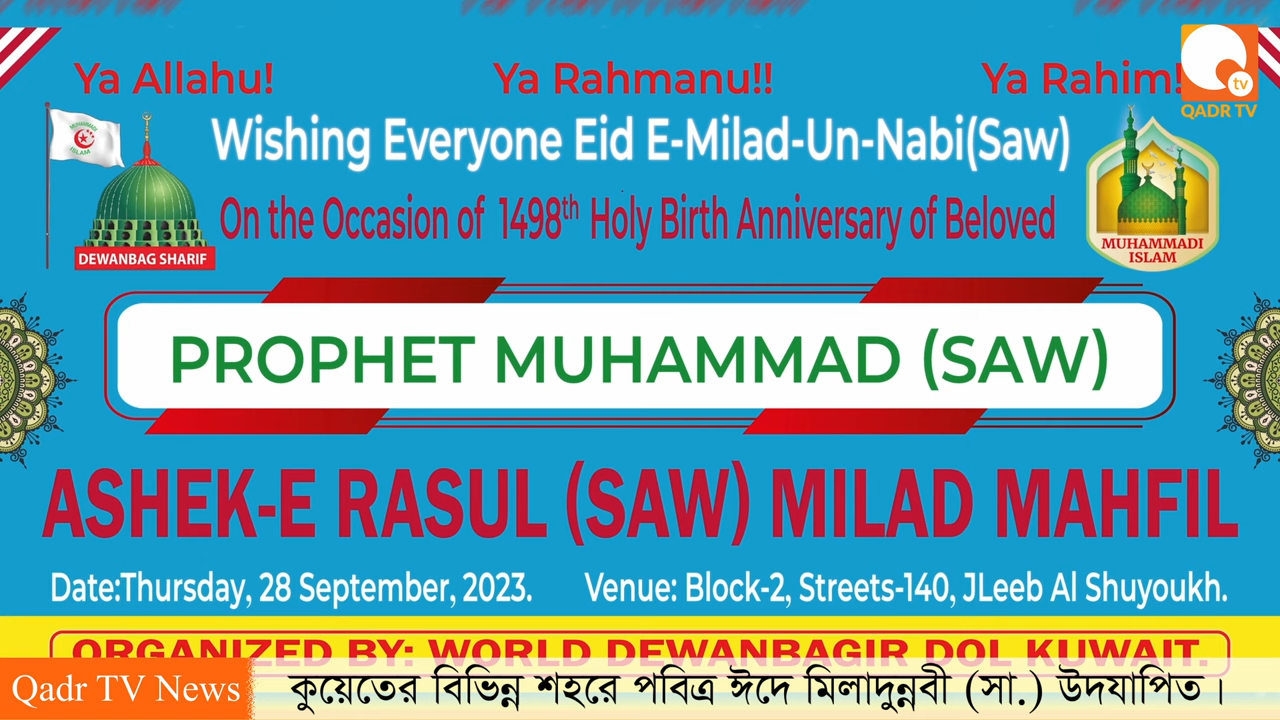 Ya Allahu! Ya Rahmanu!! Ya Rahim!
tv
QADR TV
Wishing Everyone Eid E-Milad-Un-Nabi(Saw)
On the Occasion of 1498th Holy Birth Anniversary of Beloved
MUHAMMADI
ISLAM
DEWANBAG SHARIF
MUHAMMADI
ISLAM
PROPHET MUHAMMAD (SAW)
ASHEK-E RASUL (SAW) MILAD MAHFIL
Date:Thursday, 28 September, 2023. Venue: Block-2, Streets-140, JLeeb Al Shuyoukh.
ORGANIZED BY: WORLD DEWANBAGIR DOL KUWAIT.
Qadr TV News কুয়েতের বিভিন্ন শহরে পবিত্র ঈদে মিলাদুন্নবী (সা.) উদযাপিত।